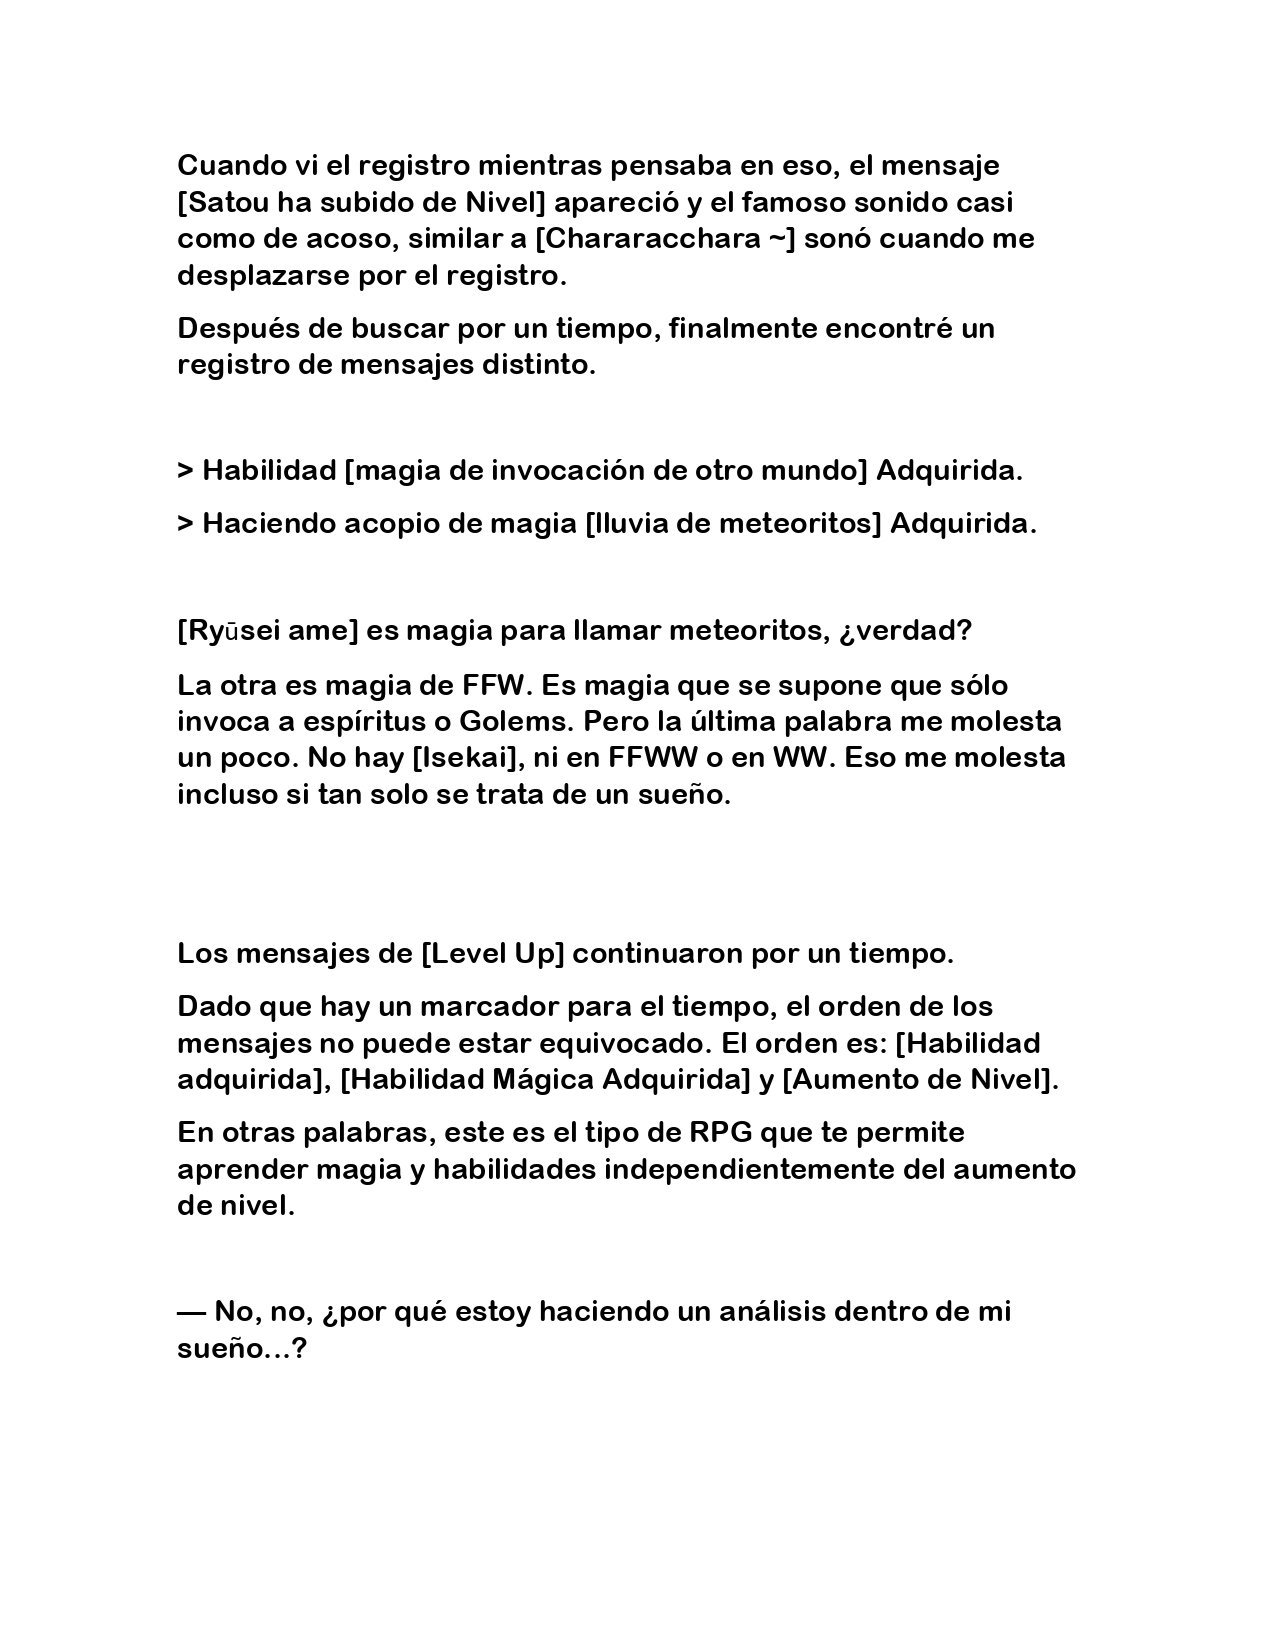 Cuando vi el registro mientras pensaba en eso, el mensaje
[Satou ha subido de Nivel] apareció y el famoso sonido casi
como de acoso, similar a [Chararacchara ~] sonó cuando me
desplazarse por el registro.
Después de buscar por un tiempo, finalmente encontré un
registro de mensajes distinto.
> Habilidad [magia de invocación de otro mundo] Adquirida.
> Haciendo acopio de magia [lluvia de meteoritos] Adquirida.
[Ryūsei ame] es magia para llamar meteoritos, ¿verdad?
La otra es magia de FFW. Es magia que se supone que sólo
invoca a espíritus o Golems. Pero la última palabra me molesta
un poco. No hay [Isekai], ni en FFWW o en WW. Eso me molesta
incluso si tan solo se trata de un sueño.
Los mensajes de [Level Up] continuaron por un tiempo.
Dado que hay un marcador para el tiempo, el orden de los
mensajes no puede estar equivocado. El orden es: [Habilidad
adquirida], [Habilidad Mágica Adquirida] y [Aumento de Nivel].
En otras palabras, este es el tipo de RPG que te permite
aprender magia y habilidades independientemente del aumento
de nivel.
— No, no, ¿por qué estoy haciendo un análisis dentro de mi
sueño...?